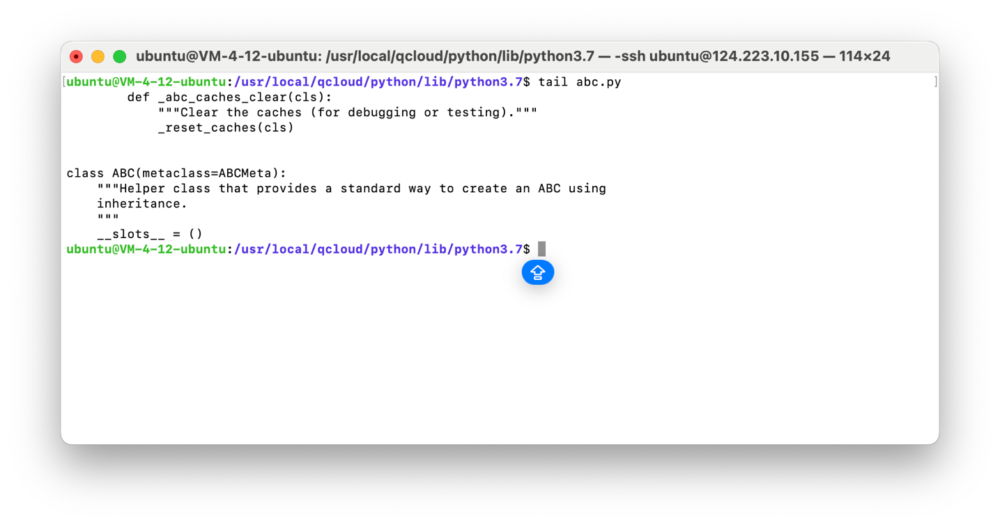 ubuntu@VM-4-12-ubuntu: /usr/local/qcloud/python/lib/python3.7 — -ssh ubuntu@124.223.10.155 — 114×24
[ubuntu@VM-4-12-ubuntu:/usr/local/qcloud/python/lib/python3.7$ tail abc.py ]
        def _abc_caches_clear(cls):
            """Clear the caches (for debugging or testing)."""
            _reset_caches(cls)
class ABC(metaclass=ABCMeta):
    """Helper class that provides a standard way to create an ABC using
    inheritance.
    """
    __slots__ = ()
ubuntu@VM-4-12-ubuntu:/usr/local/qcloud/python/lib/python3.7$